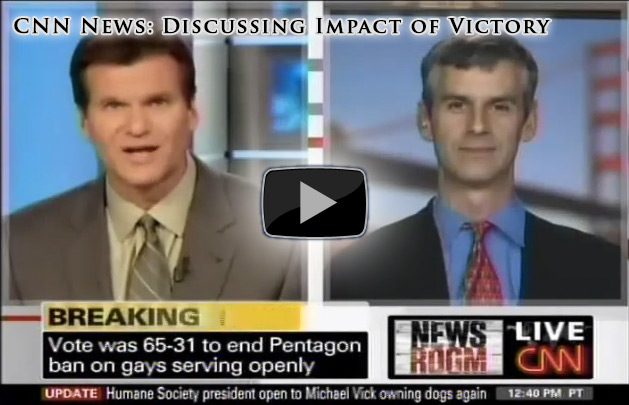 CNN News: Discussing Impact of Victory
BREAKING
Vote was 65-31 to end Pentagon
ban on gays serving openly
NEWS
ROOM
LIVE
CNN
UPDATE Humane Society president open to Michael Vick owning dogs again 12:40 PM PT